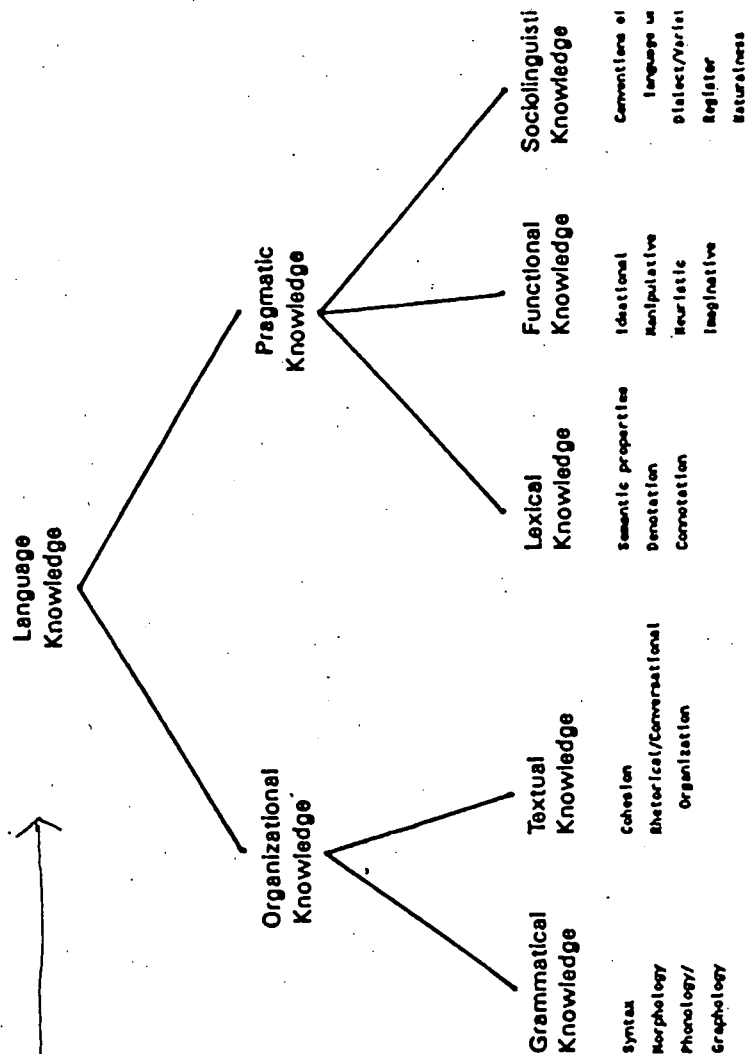 Language
Knowledge
Organizational
Knowledge
Pragmatic
Knowledge
Grammatical
Knowledge
Textual
Knowledge
Lexical
Knowledge
Functional
Knowledge
Sociolinguisti
Knowledge
Syntax
Morphology
Phonology/
Graphology
Cohesion
Rhetorical/Conversational
Organization
Semantic properties
Denotation
Connotation
Ideational
Manipulative
Heuristic
Imaginative
Conventions of
language us
Dialect/Variet
Register
Naturalness